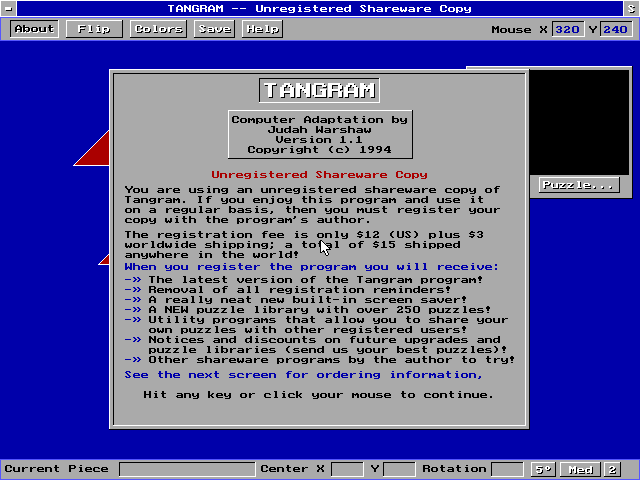 TANGRAM -- Unregistered Shareware Copy S
About Flip Colors Save Help Mouse X 320 Y 240
TANGRAM
Computer Adaptation by
Judah Warshaw
Version 1.1
Copyright (c) 1994
Unregistered Shareware Copy
You are using an unregistered shareware copy of
Tangram. If you enjoy this program and use it
on a regular basis, then you must register your
copy with the program's author.
The registration fee is only $12 (US) plus $3
worldwide shipping; a total of $15 shipped
anywhere in the world!
When you register the program you will receive:
-» The latest version of the Tangram program!
-» Removal of all registration reminders!
-» A really neat new built-in screen saver!
-» A NEW puzzle library with over 250 puzzles!
-» Utility programs that allow you to share your
own puzzles with other registered users!
-» Notices and discounts on future upgrades and
puzzle libraries (send us your best puzzles)!
-» Other shareware programs by the author to try!
See the next screen for ordering information,
Hit any key or click your mouse to continue.
Puzzle...
Current Piece Center X Y Rotation 5° Med 2